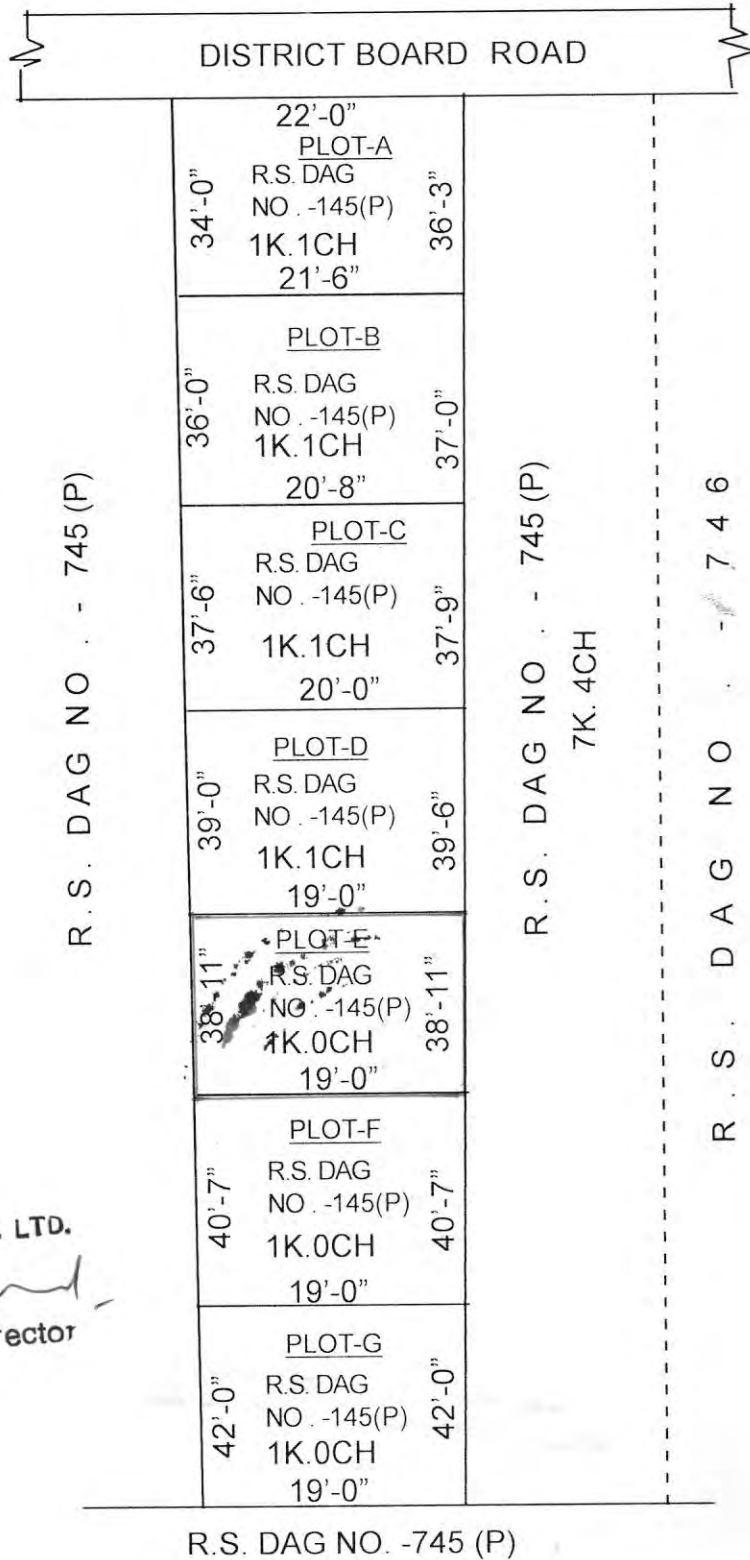 DISTRICT BOARD ROAD
22'-0"
PLOT-A
34'-0"
R.S. DAG
NO . -145(P)
36'-3"
1K.1CH
21'-6"
PLOT-B
36'-0"
R.S. DAG
NO . -145(P)
37'-0"
1K.1CH
20'-8"
PLOT-C
37'-6"
R.S. DAG
NO . -145(P)
37'-9"
1K.1CH
20'-0"
PLOT-D
39'-0"
R.S. DAG
NO . -145(P)
39'-6"
1K.1CH
19'-0"
PLOT-E
38'-11"
R.S. DAG
NO . -145(P)
38'-11"
1K.0CH
19'-0"
PLOT-F
40'-7"
R.S. DAG
NO . -145(P)
40'-7"
1K.0CH
19'-0"
PLOT-G
42'-0"
R.S. DAG
NO . -145(P)
42'-0"
1K.0CH
19'-0"
R.S. DAG NO . - 745 (P)
R.S. DAG NO . - 745 (P)
7K. 4CH
R.S. DAG NO . - 746
R.S. DAG NO. -745 (P)
LTD.
rector